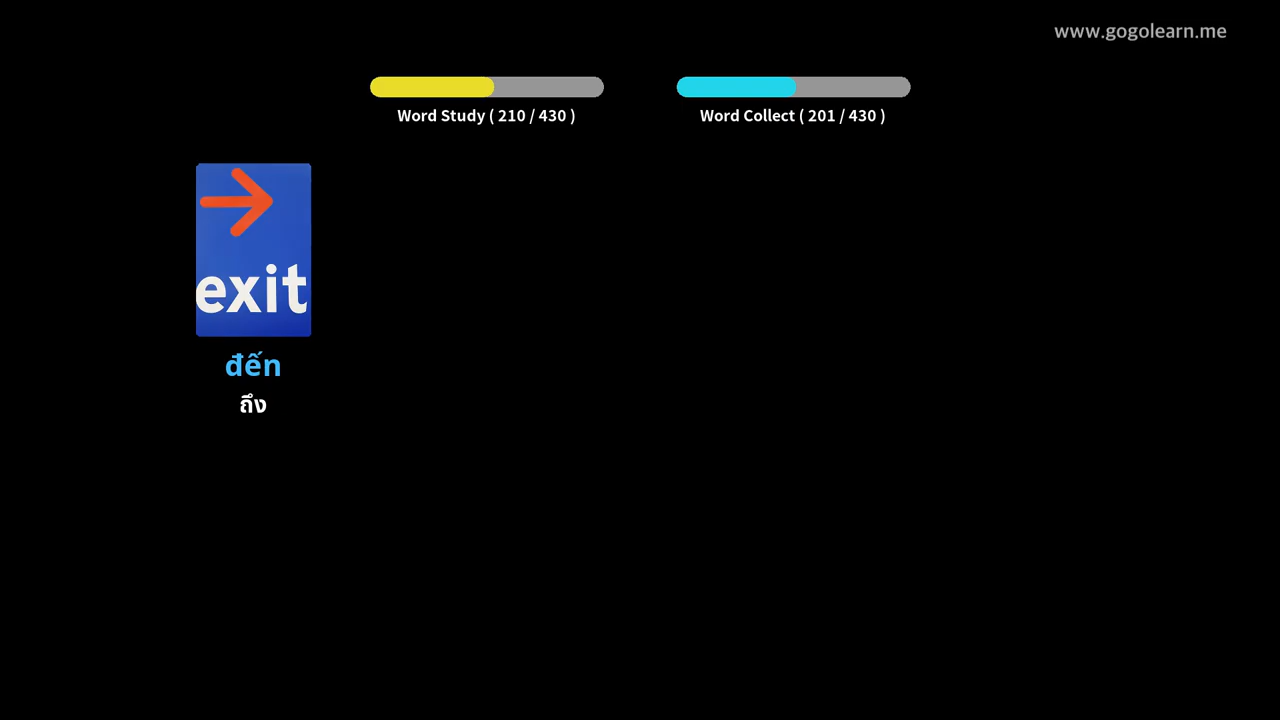 www.gogolearn.me
Word Study ( 210 / 430 )
Word Collect ( 201 / 430 )
exit
đến
ถึง